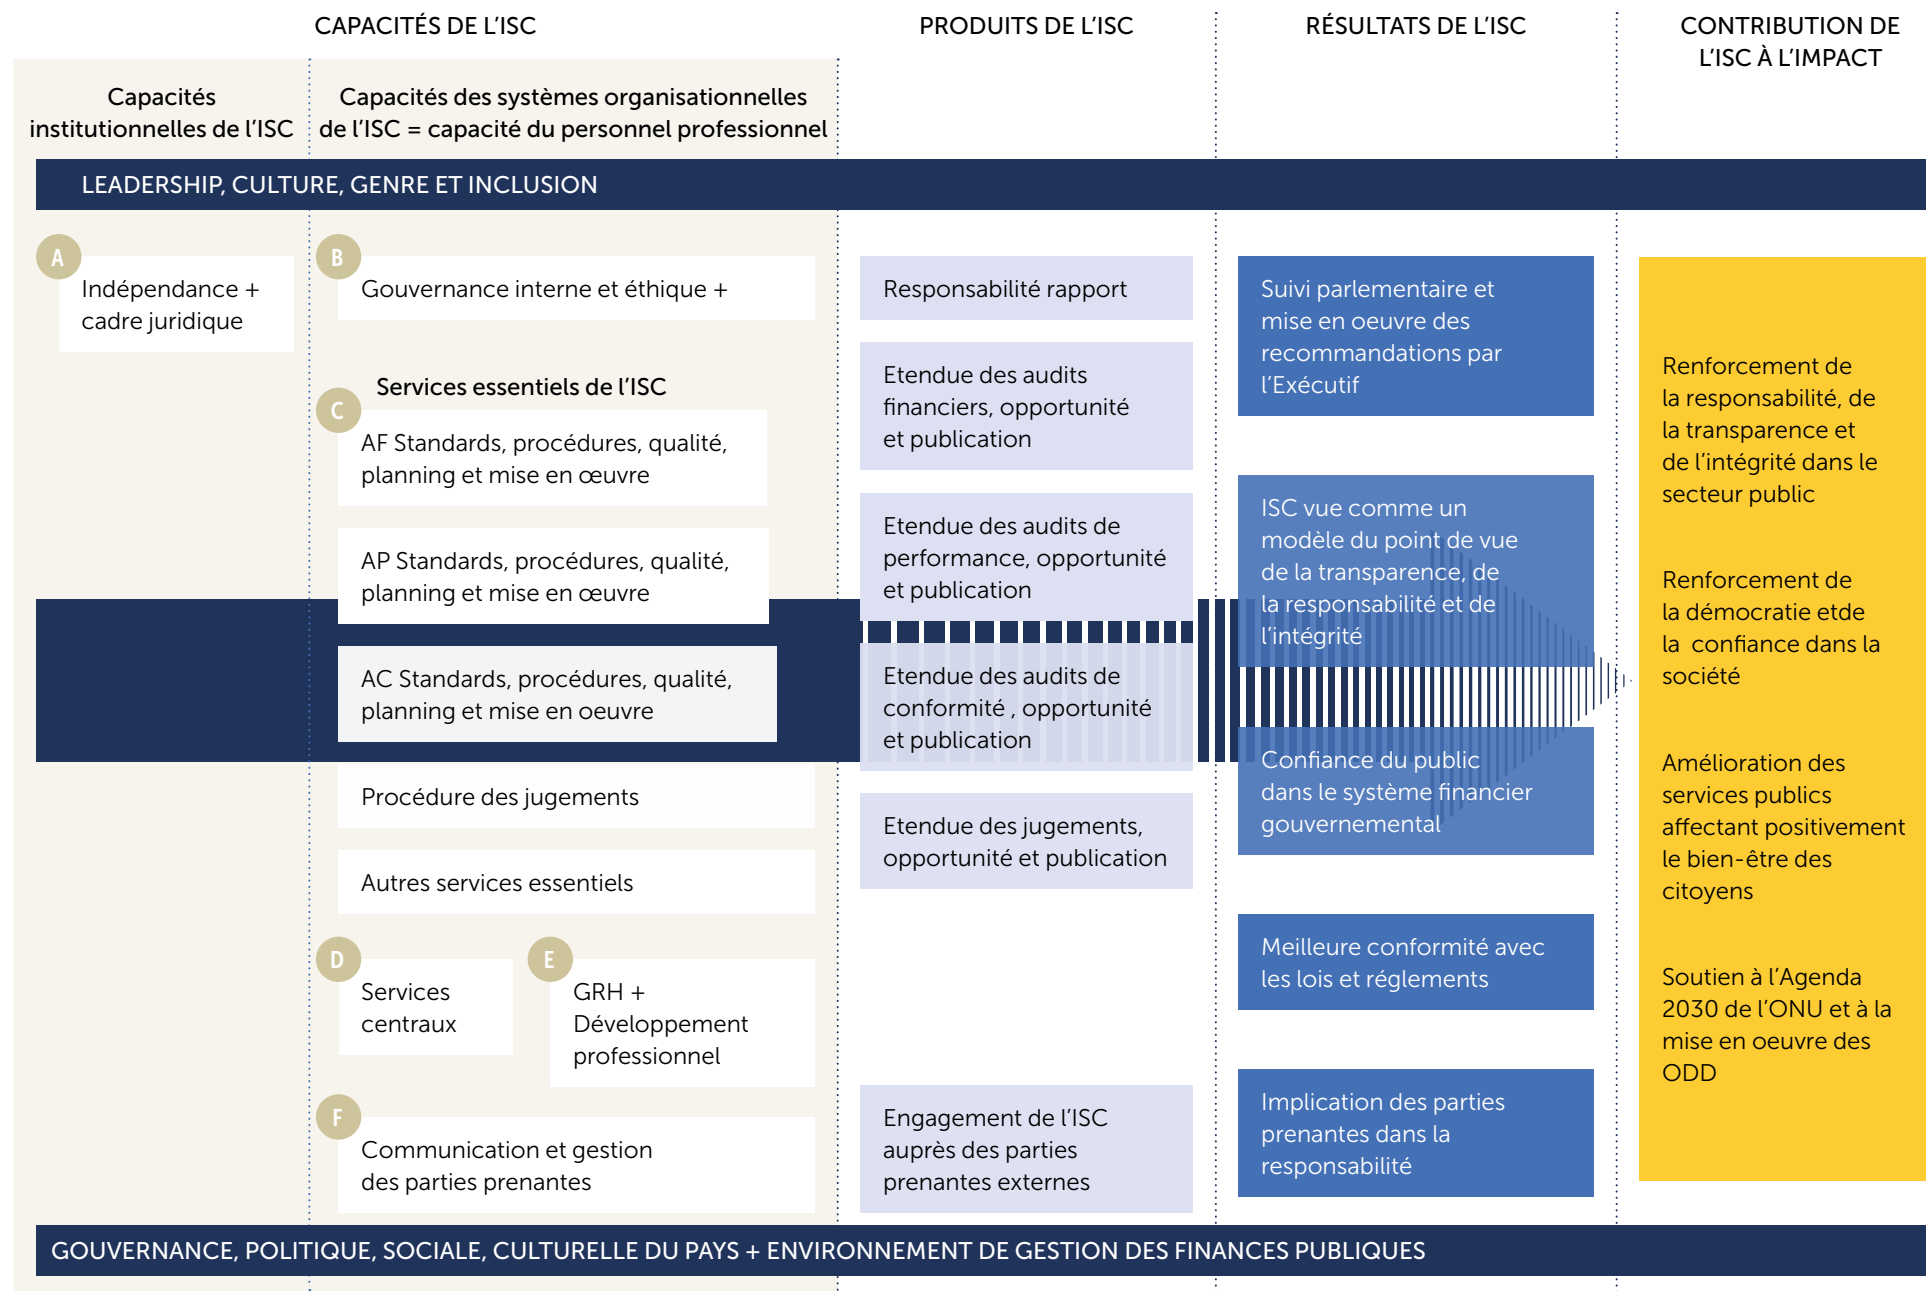 CAPACITÉS DE L'ISC
PRODUITS DE L'ISC
RÉSULTATS DE L'ISC
CONTRIBUTION DE
L'ISC À L'IMPACT
Capacités
institutionnelles de l'ISC
Capacités des systèmes organisationnelles
de l'ISC = capacité du personnel professionnel
LEADERSHIP, CULTURE, GENRE ET INCLUSION
A
Indépendance +
cadre juridique
B
Gouvernance interne et éthique +
Services essentiels de l'ISC
C
AF Standards, procédures, qualité,
planning et mise en œuvre
AP Standards, procédures, qualité,
planning et mise en œuvre
AC Standards, procédures, qualité,
planning et mise en oeuvre
Procédure des jugements
Autres services essentiels
D
Services
centraux
E
GRH +
Développement
professionnel
F
Communication et gestion
des parties prenantes
Responsabilité rapport
Etendue des audits
financiers, opportunité
et publication
Etendue des audits de
performance, opportunité
et publication
Etendue des audits de
conformité , opportunité
et publication
Etendue des jugements,
opportunité et publication
Engagement de l'ISC
auprès des parties
prenantes externes
Suivi parlementaire et
mise en oeuvre des
recommandations par
l'Exécutif
ISC vue comme un
modèle du point de vue
de la transparence, de
la responsabilité et de
l'intégrité
Confiance du public
dans le système financier
gouvernemental
Meilleure conformité avec
les lois et réglements
Implication des parties
prenantes dans la
responsabilité
Renforcement de
la responsabilité, de
la transparence et
de l'intégrité dans le
secteur public
Renforcement de
la démocratie etde
la confiance dans la
société
Amélioration des
services publics
affectant positivement
le bien-être des
citoyens
Soutien à l'Agenda
2030 de l'ONU et à la
mise en oeuvre des
ODD
GOUVERNANCE, POLITIQUE, SOCIALE, CULTURELLE DU PAYS + ENVIRONNEMENT DE GESTION DES FINANCES PUBLIQUES